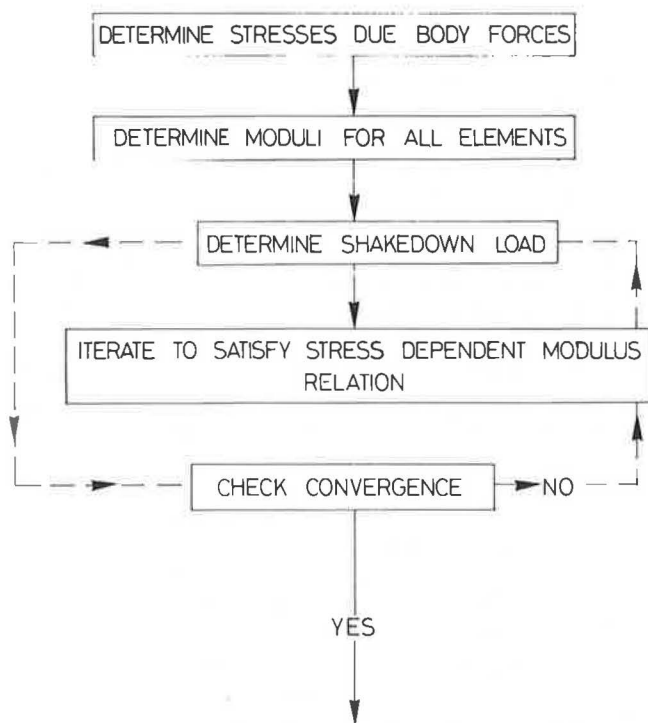 DETERMINE STRESSES DUE BODY FORCES
DETERMINE MODULI FOR ALL ELEMENTS
DETERMINE SHAKEDOWN LOAD
ITERATE TO SATISFY STRESS DEPENDENT MODULUS
RELATION
CHECK CONVERGENCE
NO
YES